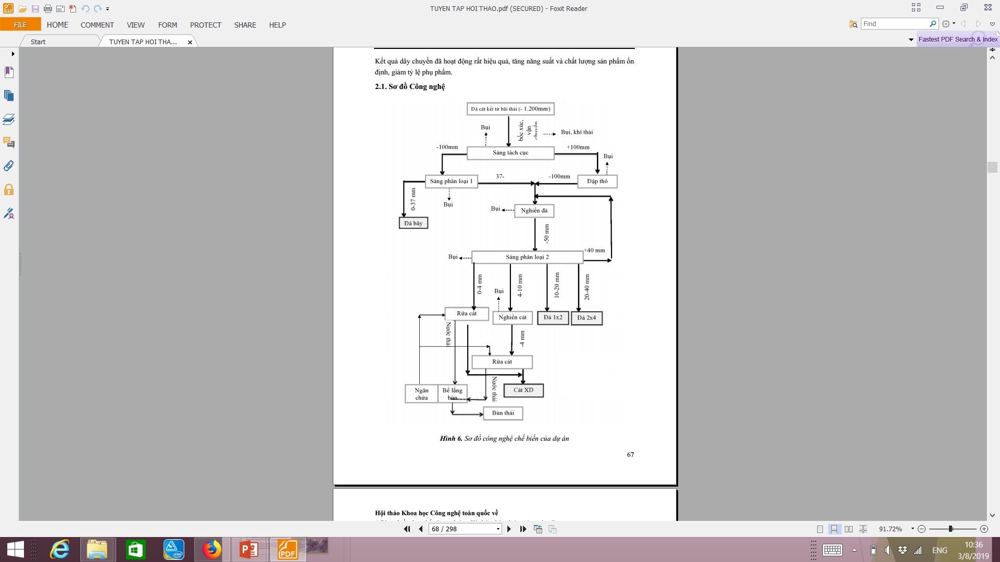 TUYEN TAP HOI THAO.pdf (SECURED) - Foxit Reader
FILE HOME COMMENT VIEW FORM PROTECT SHARE HELP
Find
Start
TUYEN TAP HOI THA...
Fastest PDF Search & Index
Kết quả dây chuyền đã hoạt động rất hiệu quả, tăng năng suất và chất lượng sản phẩm ổn
định, giảm tỷ lệ phụ phẩm.
2.1. Sơ đồ Công nghệ
Đá cát kết từ bãi thải (- 1.200mm)
Bụi
bốc xúc,
vận
chuyển
Bụi, khí thải
-100mm
Sàng tách cục
+100mm
Bụi
Sàng phân loại 1
37-
-100mm
Đập thô
0-37 mm
Bụi
Bụi
Nghiền đá
Đá bây
-50 mm
Bụi
Sàng phân loại 2
+40 mm
0-4 mm
Bụi
4-10 mm
10-20 mm
20-40 mm
Rửa cát
Nghiền cát
Đá 1x2
Đá 2x4
Nước thải
-4 mm
Rửa cát
Nước thải
Ngăn
chứa
Bể lắng
bùn
Cát XD
Bùn thải
Hình 6. Sơ đồ công nghệ chế biến của dự án
67
Hội thảo Khoa học Công nghệ toàn quốc về
68 / 298
91.72%
ENG
10:36
3/8/2019